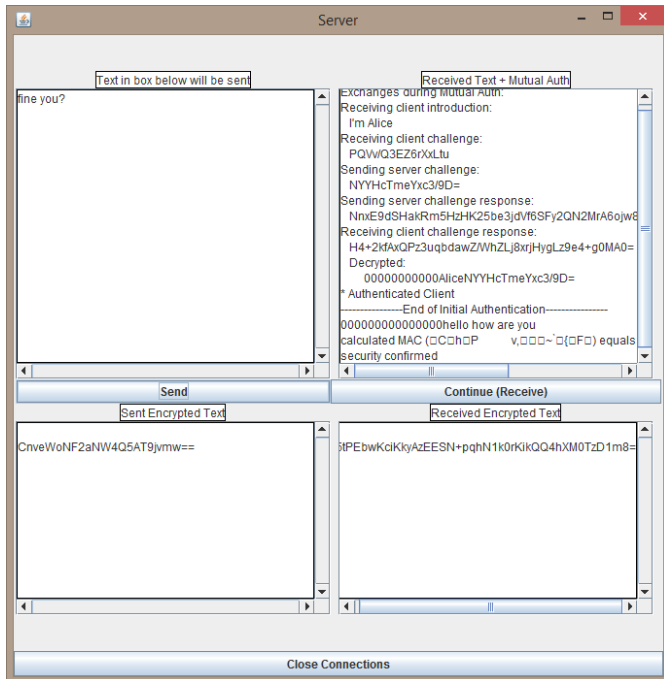 Server
Text in box below will be sent
fine you?
Received Text + Mutual Auth
Exchanges during Mutual Auth:
Receiving client introduction:
I'm Alice
Receiving client challenge:
PQVv/Q3EZ6rXxLtu
Sending server challenge:
NYYHcTmeYxc3/9D=
Sending server challenge response:
NnxE9dSHakRm5HzHK25be3jdVf6SFy2QN2MrA6ojw8
Receiving client challenge response:
H4+2kfAxQPz3uqbdawZ/WhZLj8xrjHygLz9e4+g0MA0=
Decrypted:
00000000000AliceNYYHcTmeYxc3/9D=
* Authenticated Client
----------------End of Initial Authentication----------------
000000000000000hello how are you
calculated MAC (□C□h□P v,□□□~`□{□F□) equals
security confirmed
Send
Continue (Receive)
Sent Encrypted Text
CnveWoNF2aNW4Q5AT9jvmw==
Received Encrypted Text
5tPEbwKciKkyAzEESN+pqhN1k0rKikQQ4hXM0TzD1m8=
Close Connections